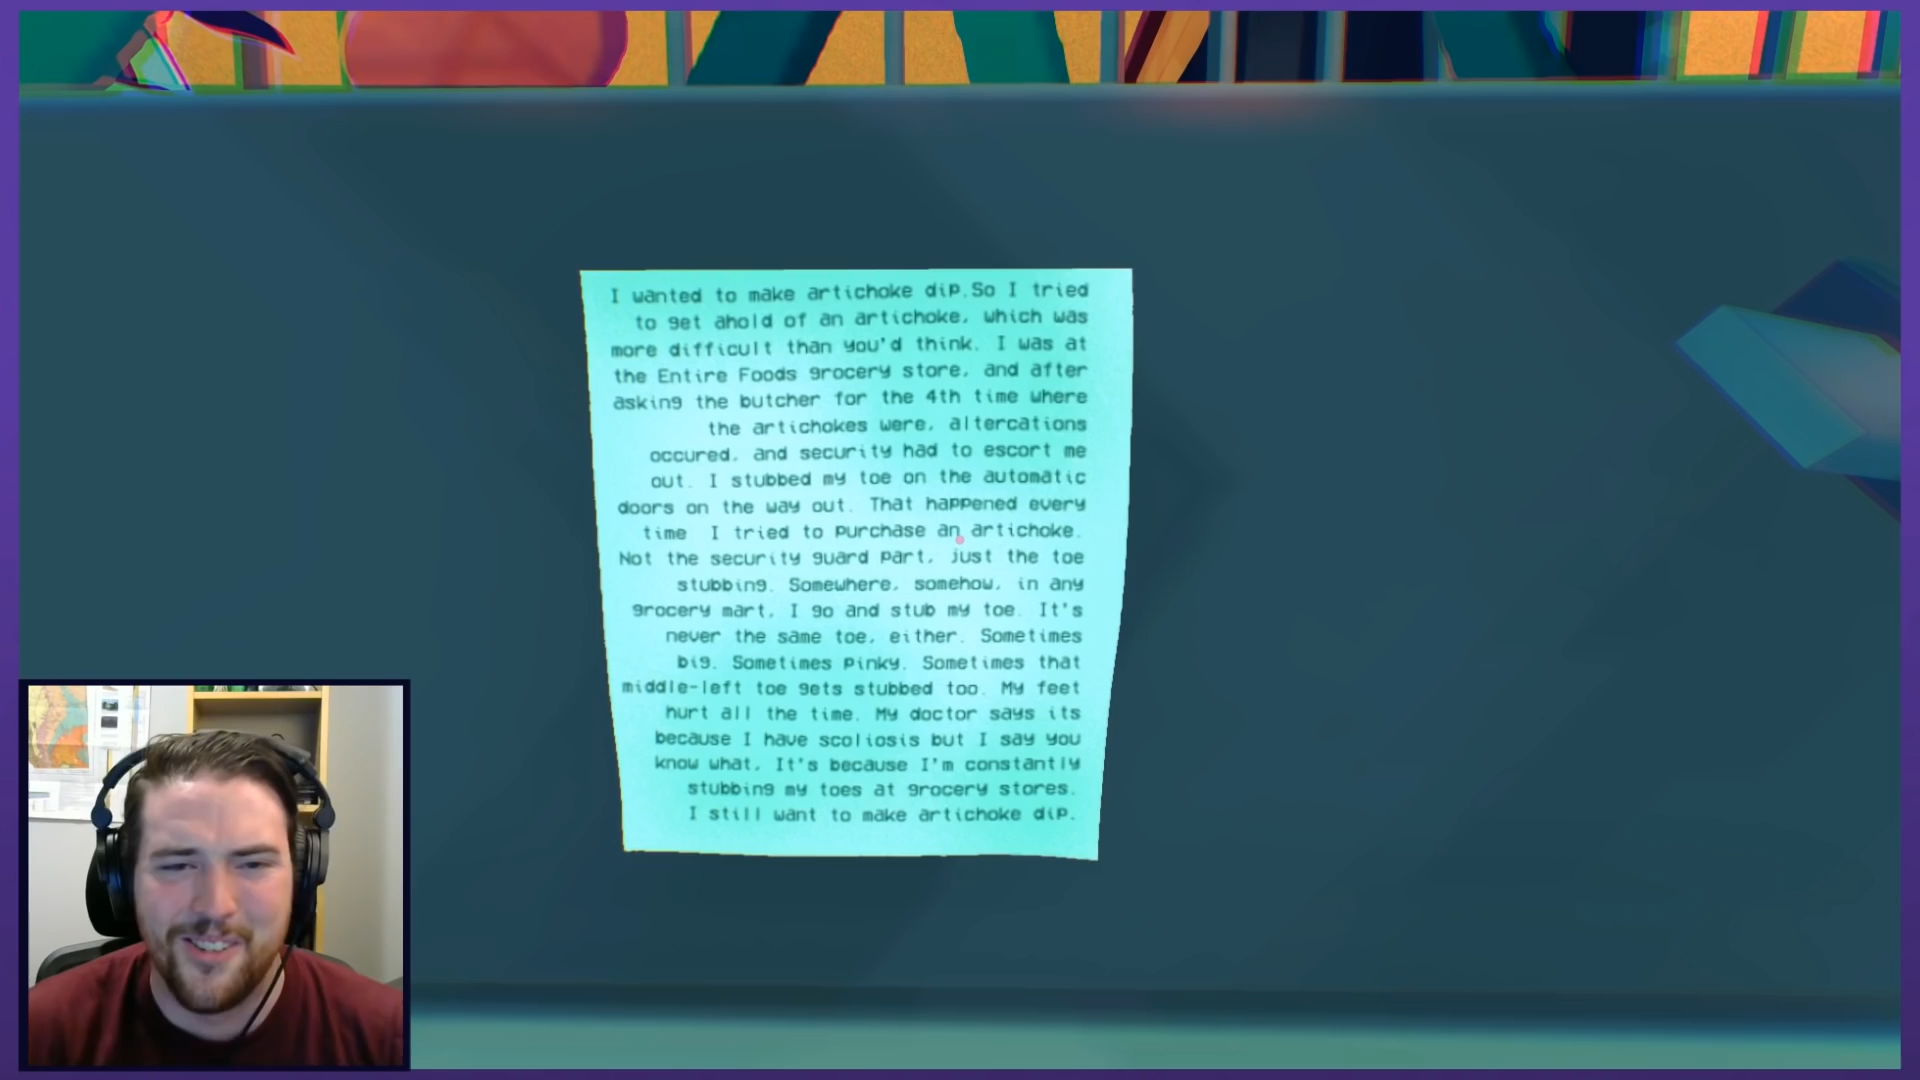 I wanted to make artichoke dip.So I tried
to get ahold of an artichoke, which was
more difficult than you'd think. I was at
the Entire Foods grocery store, and after
asking the butcher for the 4th time where
the artichokes were, altercations
occured, and security had to escort me
out. I stubbed my toe on the automatic
doors on the way out. That happened every
time I tried to purchase an artichoke.
Not the security guard part, just the toe
stubbing. Somewhere, somehow, in any
grocery mart, I go and stub my toe. It's
never the same toe, either. Sometimes
big. Sometimes pinky. Sometimes that
middle-left toe gets stubbed too. My feet
hurt all the time. My doctor says its
because I have scoliosis but I say you
know what, It's because I'm constantly
stubbing my toes at grocery stores.
I still want to make artichoke dip.